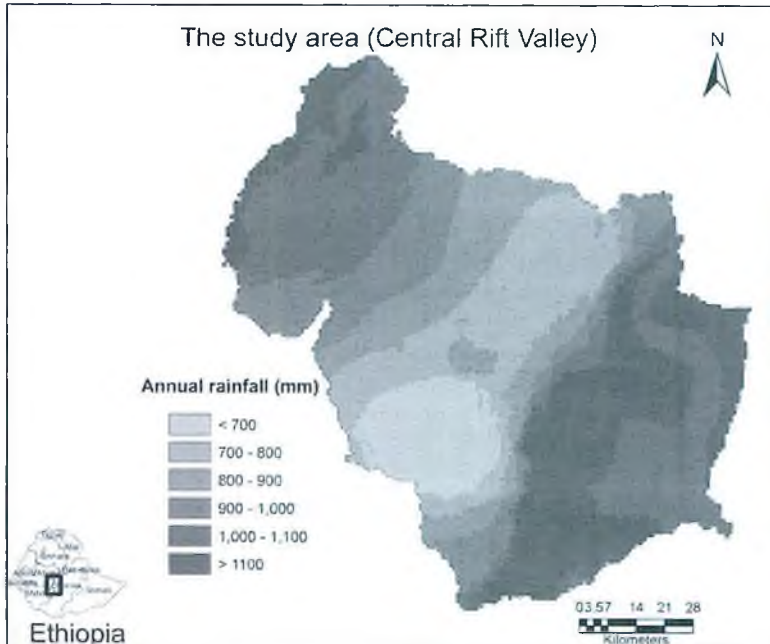 The study area (Central Rift Valley)
N
Annual rainfall (mm)
< 700
700 - 800
800 - 900
900 - 1,000
1,000 - 1,100
> 1100
Ethiopia
03.57 14 21 28
Kilometers